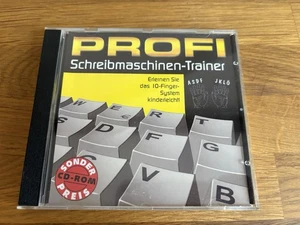 PROFI
Schreibmaschinen-Trainer
Erlernen Sie
das 10-Finger-
System
kinderleicht!
ASDF JKLÖ
W E R T
S D F G
C V B
SONDER
CD-ROM
PREIS